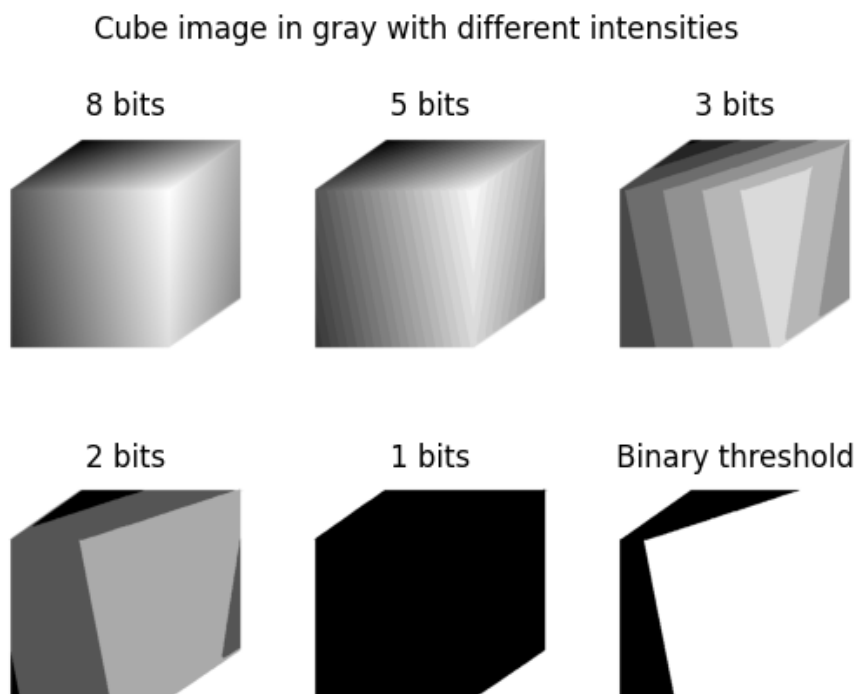 Cube image in gray with different intensities
8 bits
5 bits
3 bits
2 bits
1 bits
Binary threshold